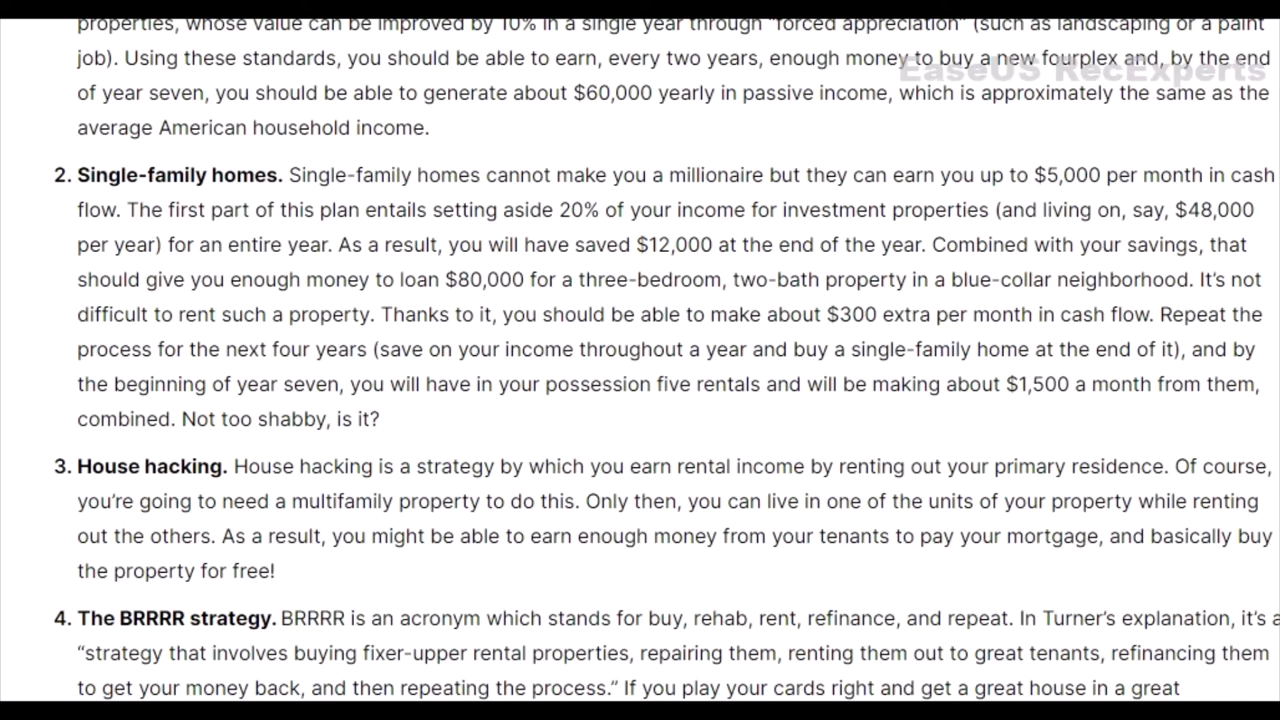 properties, whose value can be improved by 10% in a single year through "forced appreciation" (such as landscaping or a paint
job). Using these standards, you should be able to earn, every two years, enough money to buy a new fourplex and, by the end
EaseUS RecExperts
of year seven, you should be able to generate about $60,000 yearly in passive income, which is approximately the same as the
average American household income.
2. Single-family homes. Single-family homes cannot make you a millionaire but they can earn you up to $5,000 per month in cash
flow. The first part of this plan entails setting aside 20% of your income for investment properties (and living on, say, $48,000
per year) for an entire year. As a result, you will have saved $12,000 at the end of the year. Combined with your savings, that
should give you enough money to loan $80,000 for a three-bedroom, two-bath property in a blue-collar neighborhood. It's not
difficult to rent such a property. Thanks to it, you should be able to make about $300 extra per month in cash flow. Repeat the
process for the next four years (save on your income throughout a year and buy a single-family home at the end of it), and by
the beginning of year seven, you will have in your possession five rentals and will be making about $1,500 a month from them,
combined. Not too shabby, is it?
3. House hacking. House hacking is a strategy by which you earn rental income by renting out your primary residence. Of course,
you're going to need a multifamily property to do this. Only then, you can live in one of the units of your property while renting
out the others. As a result, you might be able to earn enough money from your tenants to pay your mortgage, and basically buy
the property for free!
4. The BRRRR strategy. BRRRR is an acronym which stands for buy, rehab, rent, refinance, and repeat. In Turner's explanation, it's a
"strategy that involves buying fixer-upper rental properties, repairing them, renting them out to great tenants, refinancing them
to get your money back, and then repeating the process." If you play your cards right and get a great house in a great